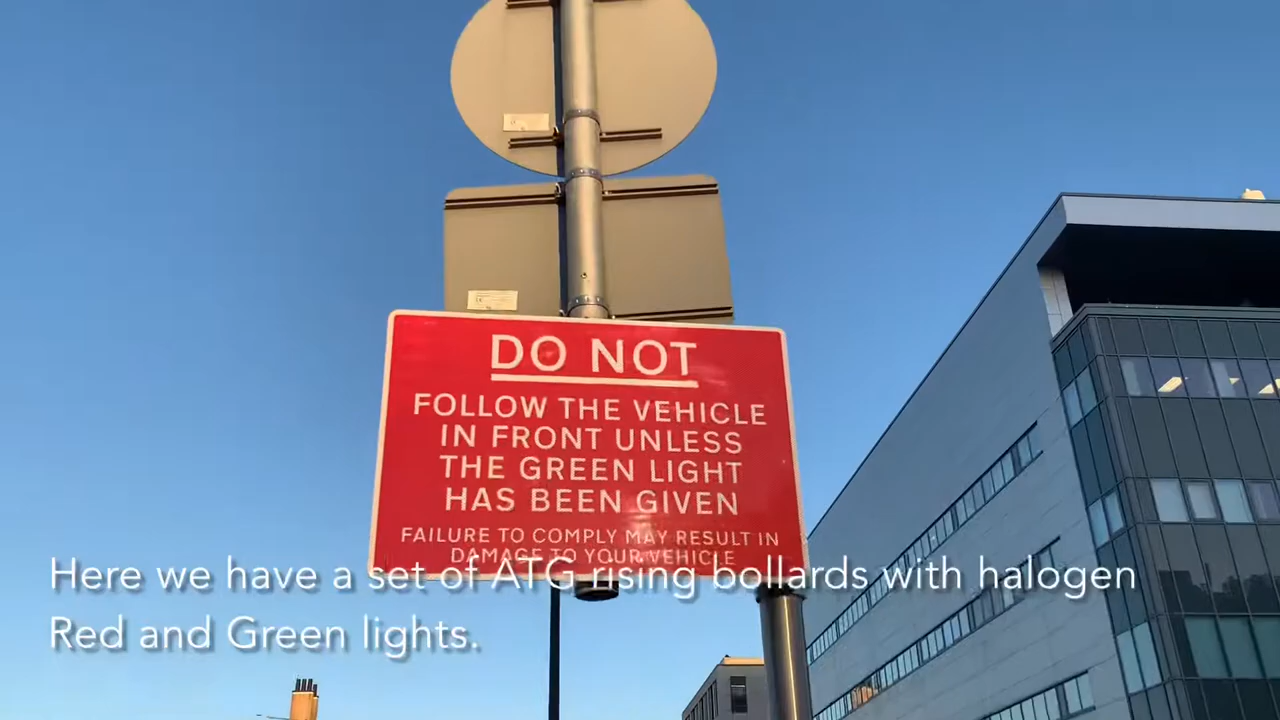 DO NOT
FOLLOW THE VEHICLE
IN FRONT UNLESS
THE GREEN LIGHT
HAS BEEN GIVEN
FAILURE TO COMPLY MAY RESULT IN
DAMAGE TO YOUR VEHICLE
Here we have a set of ATG rising bollards with halogen
Red and Green lights.